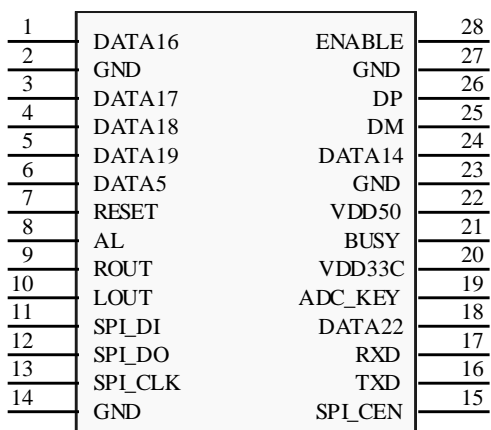 1 DATA16 ENABLE 28
2 GND GND 27
3 DATA17 DP 26
4 DATA18 DM 25
5 DATA19 DATA14 24
6 DATA5 GND 23
7 RESET VDD50 22
8 AL BUSY 21
9 ROUT VDD33C 20
10 LOUT ADC_KEY 19
11 SPI_DI DATA22 18
12 SPI_DO RXD 17
13 SPI_CLK TXD 16
14 GND SPI_CEN 15